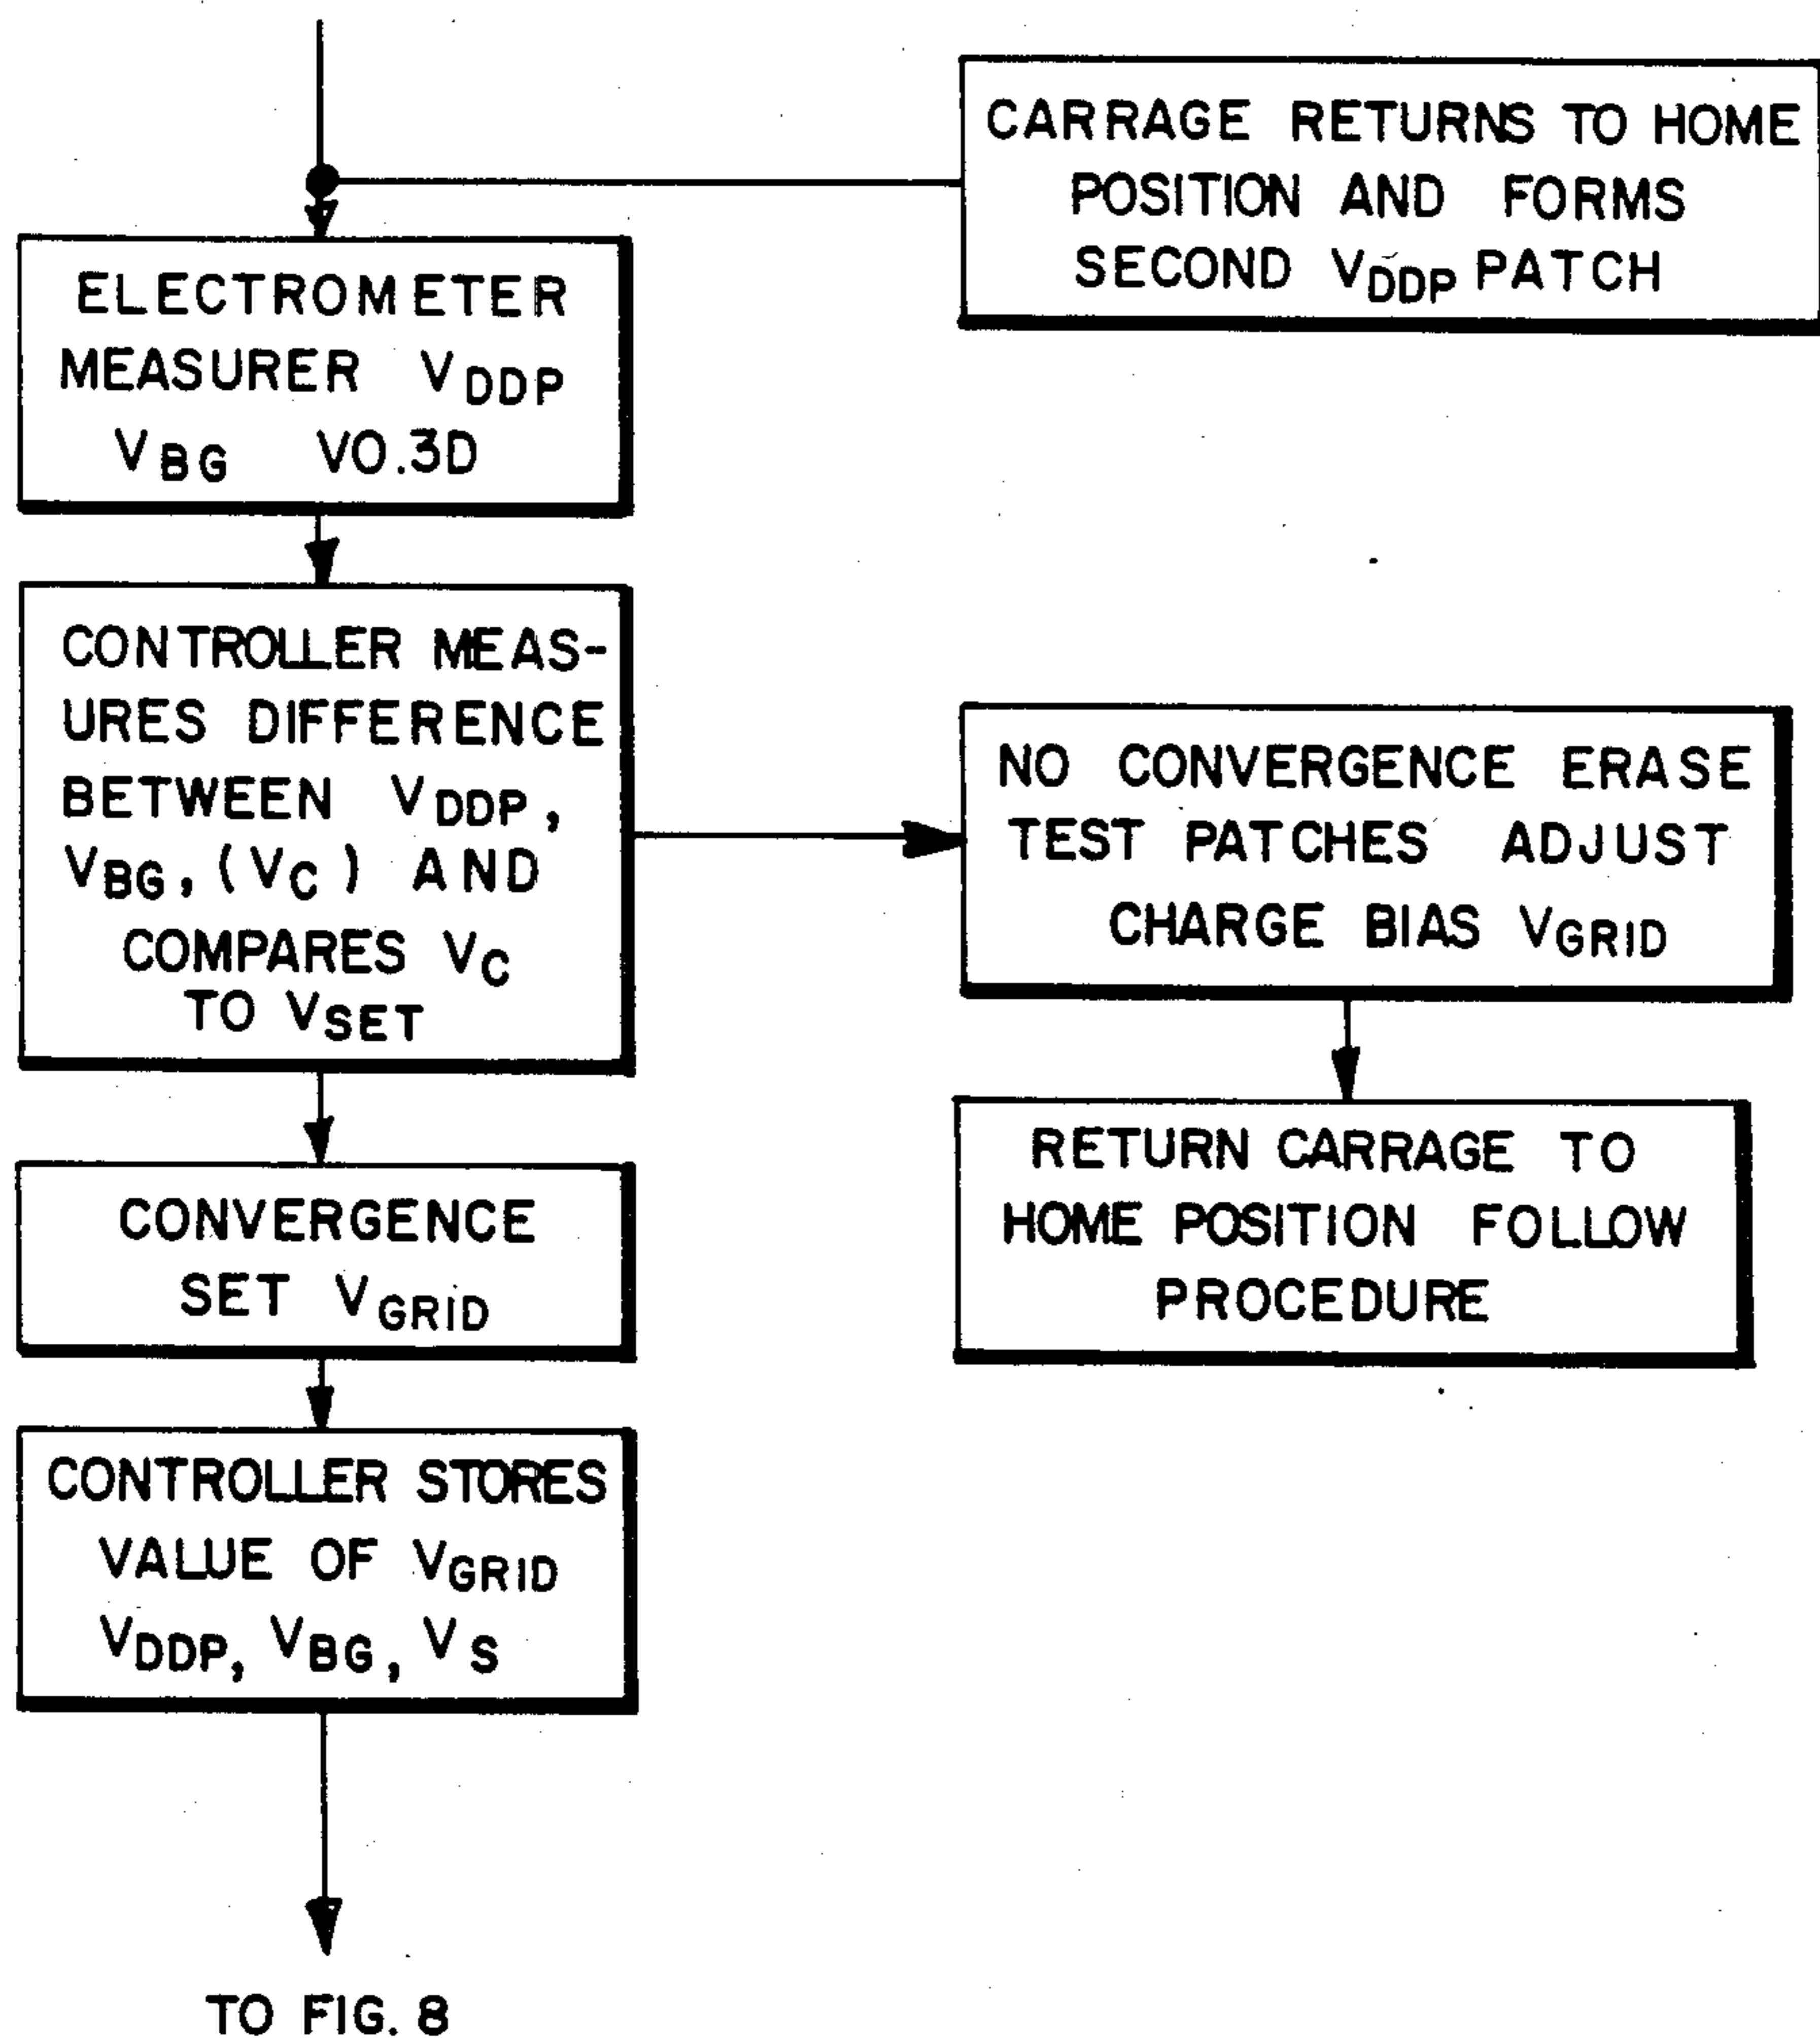 CARRAGE RETURNS TO HOME
POSITION AND FORMS
SECOND VDDP PATCH
ELECTROMETER
MEASURER VDDP
VBG V0.3D
CONTROLLER MEAS-
URES DIFFERENCE
BETWEEN VDDP,
VBG, (VC) AND
COMPARES VC
TO VSET
NO CONVERGENCE ERASE
TEST PATCHES ADJUST
CHARGE BIAS VGRID
RETURN CARRAGE TO
HOME POSITION FOLLOW
PROCEDURE
CONVERGENCE
SET VGRID
CONTROLLER STORES
VALUE OF VGRID
VDDP, VBG, VS
TO FIG. 8